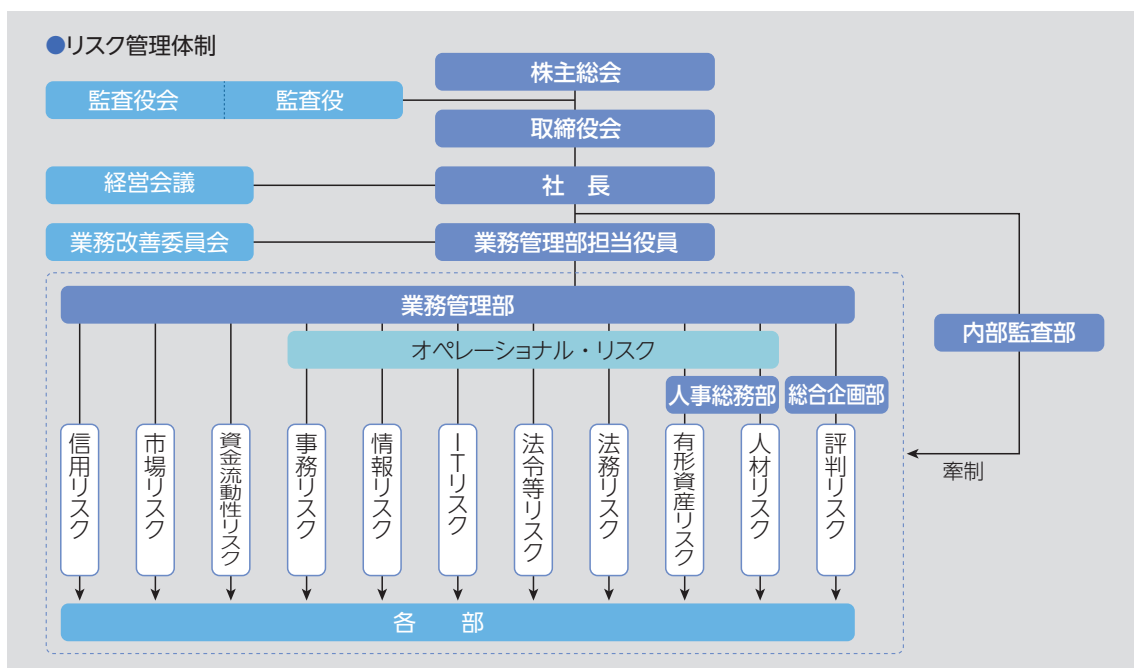 ●リスク管理体制
株主総会
監査役会 監査役
取締役会
経営会議 社 長
業務改善委員会 業務管理部担当役員
業務管理部
内部監査部
オペレーショナル・リスク
人事総務部 総合企画部
信用リスク
市場リスク
資金流動性リスク
事務リスク
情報リスク
ITリスク
法令等リスク
法務リスク
有形資産リスク
人材リスク
評判リスク
牽制
各 部